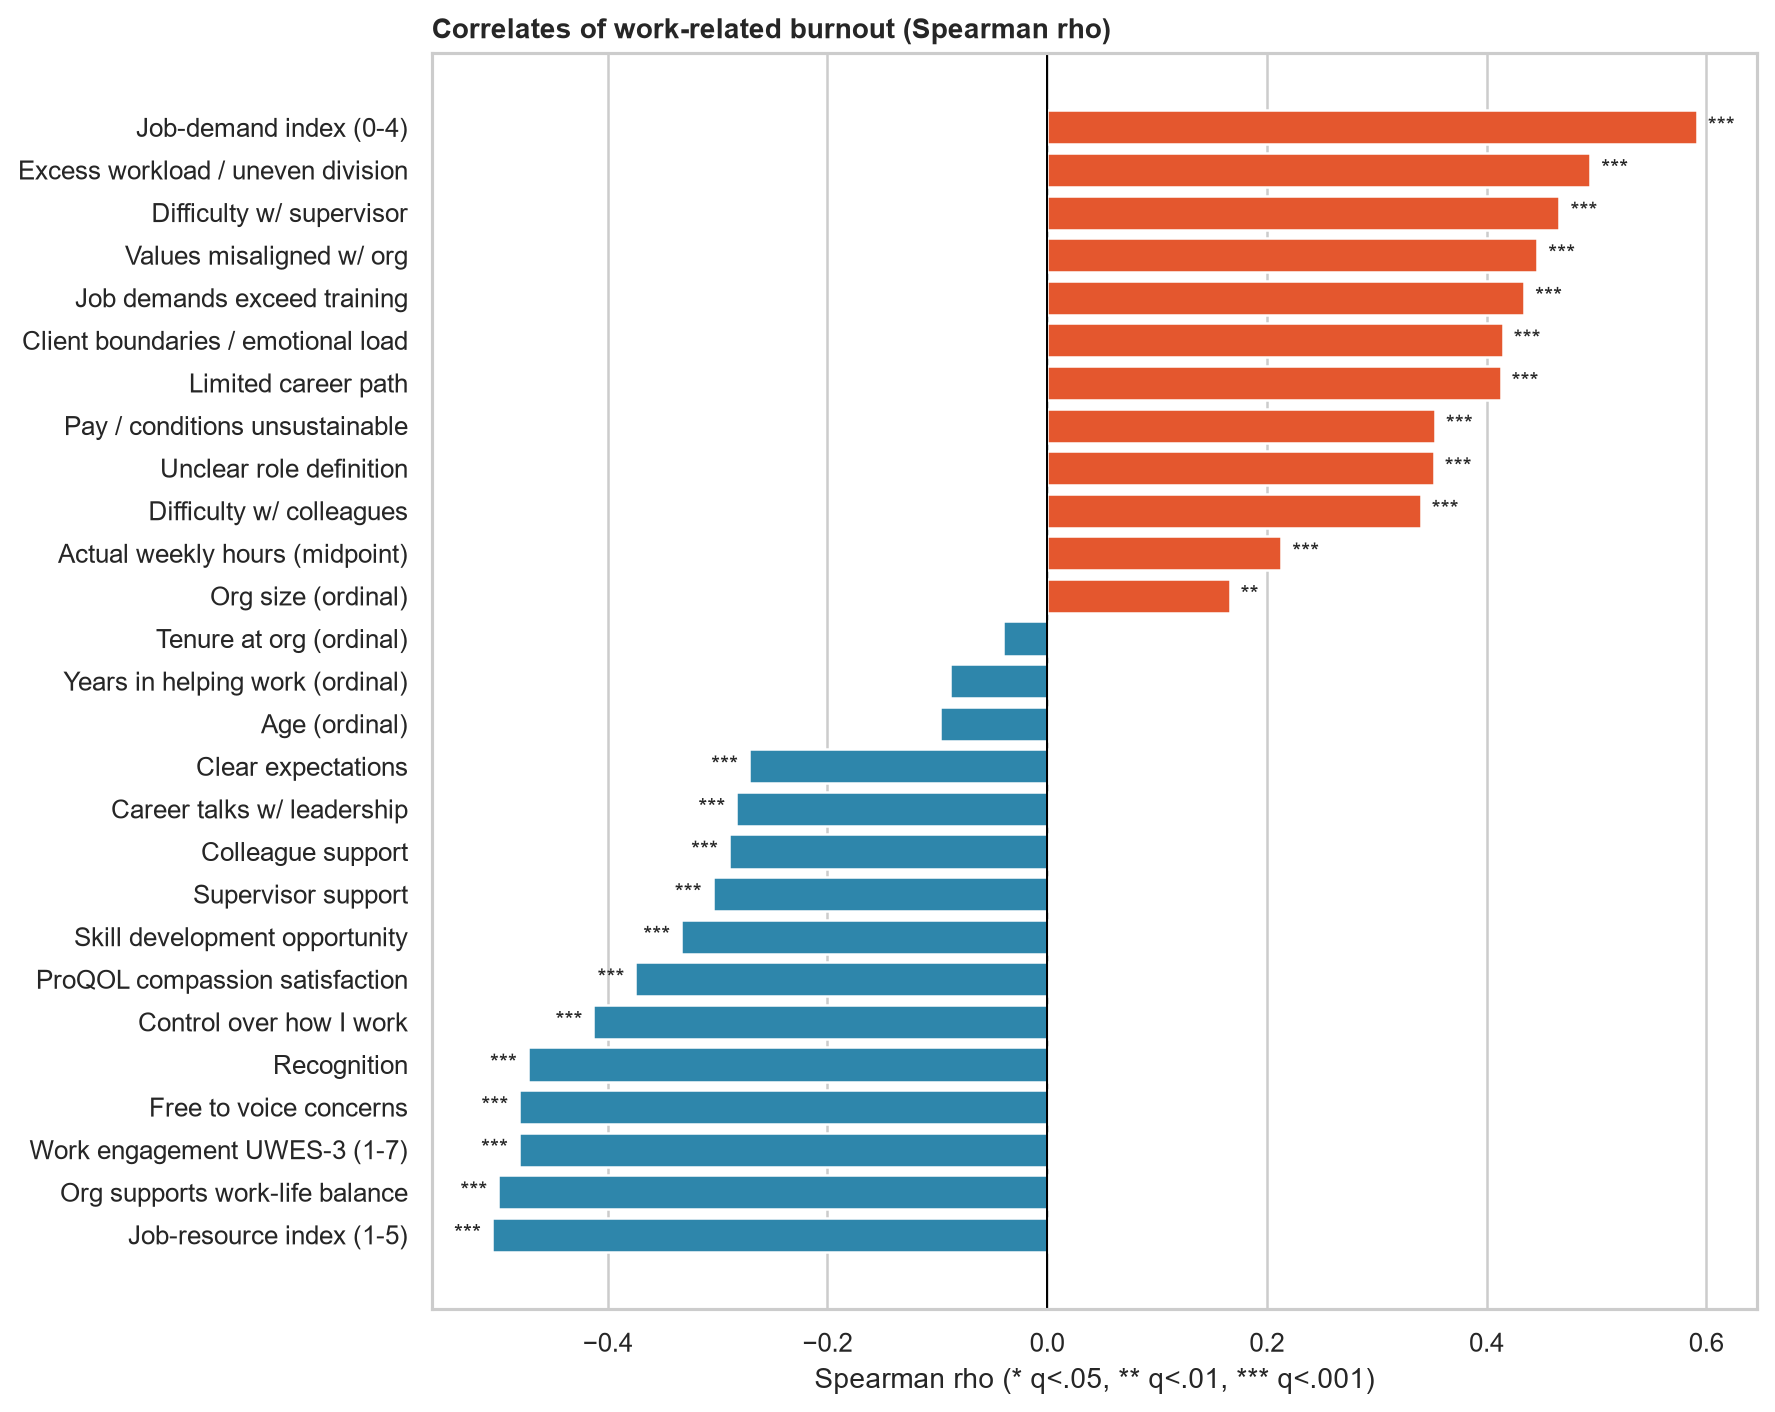 Correlates of work-related burnout (Spearman rho)
Job-demand index (0-4) ***
Excess workload / uneven division ***
Difficulty w/ supervisor ***
Values misaligned w/ org ***
Job demands exceed training ***
Client boundaries / emotional load ***
Limited career path ***
Pay / conditions unsustainable ***
Unclear role definition ***
Difficulty w/ colleagues ***
Actual weekly hours (midpoint) ***
Org size (ordinal) **
Tenure at org (ordinal)
Years in helping work (ordinal)
Age (ordinal)
Clear expectations ***
Career talks w/ leadership ***
Colleague support ***
Supervisor support ***
Skill development opportunity ***
ProQOL compassion satisfaction ***
Control over how I work ***
Recognition ***
Free to voice concerns ***
Work engagement UWES-3 (1-7) ***
Org supports work-life balance ***
Job-resource index (1-5) ***
−0.4 −0.2 0.0 0.2 0.4 0.6
Spearman rho (* q<.05, ** q<.01, *** q<.001)